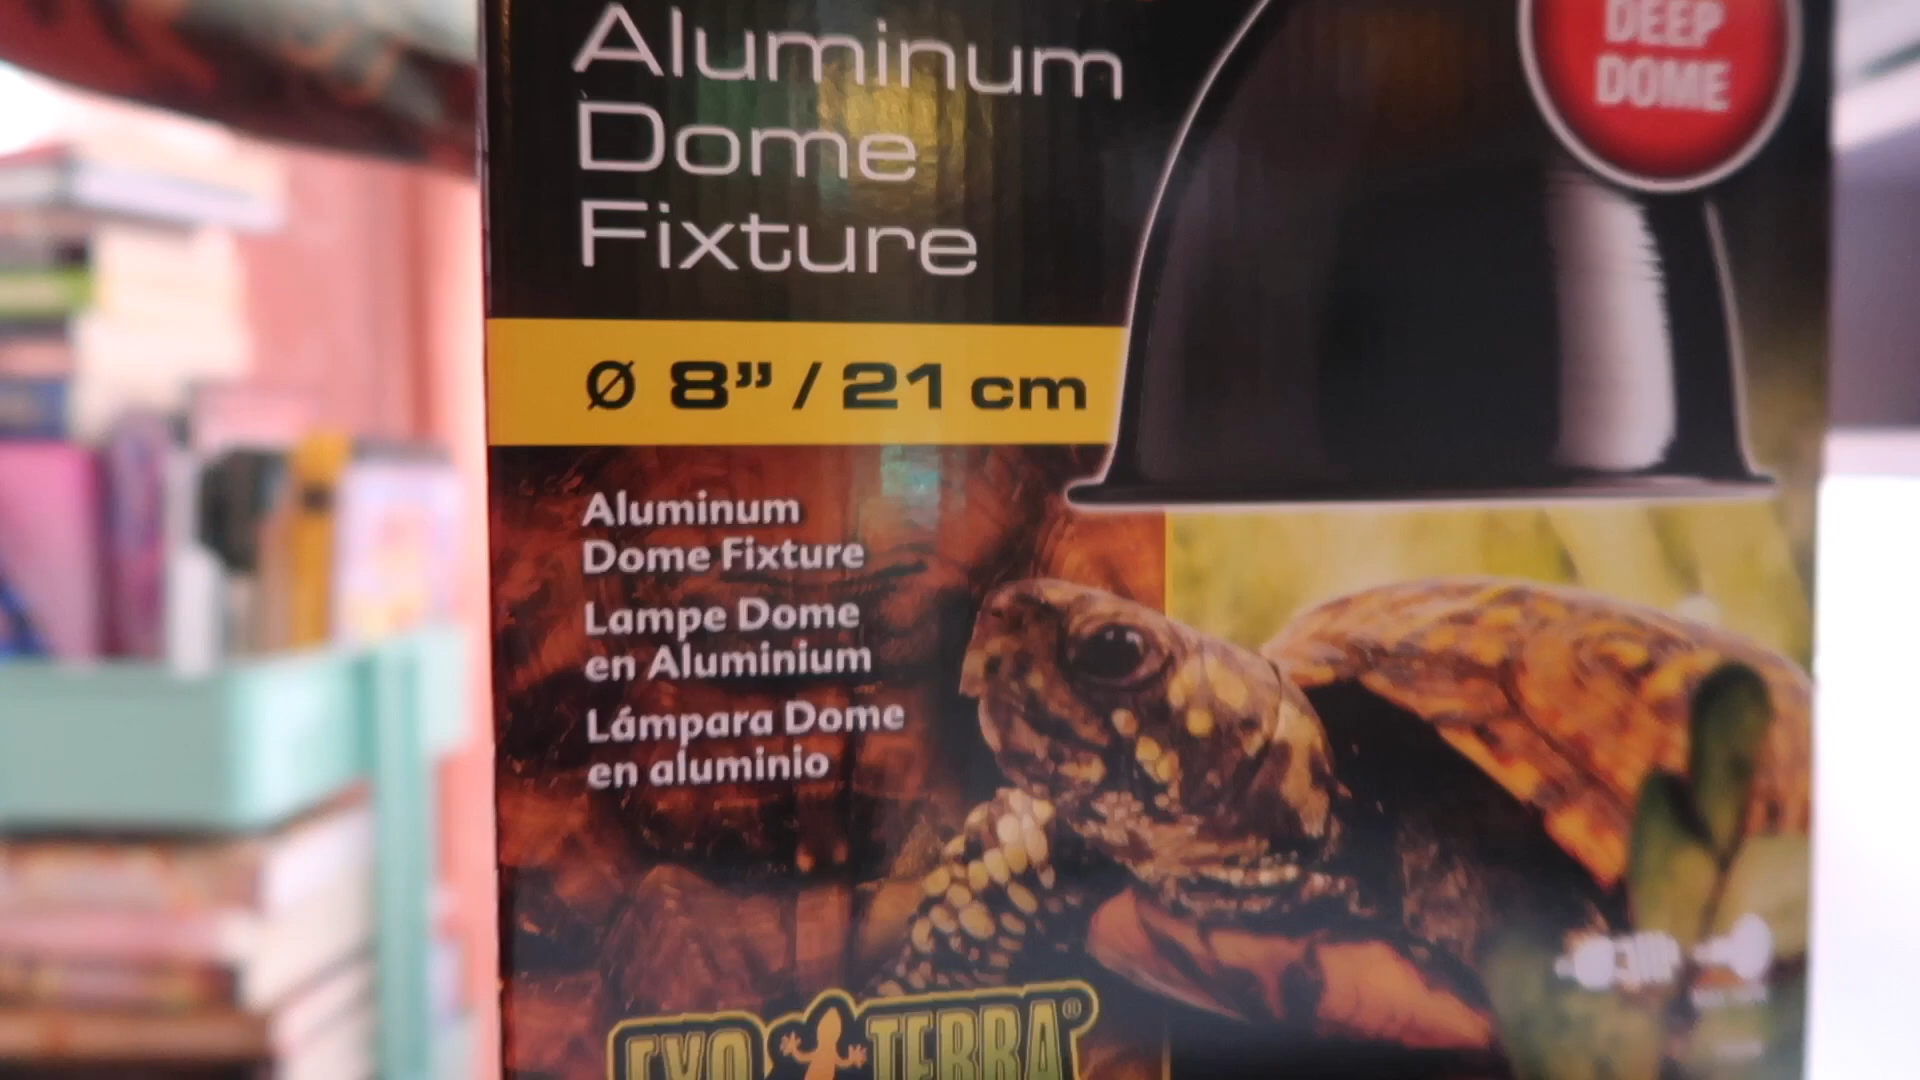 Aluminum
Dome
Fixture
DEEP
DOME
Ø 8” / 21 cm
Aluminum
Dome Fixture
Lampe Dome
en Aluminium
Lámpara Dome
en aluminio
EXO TERRA®